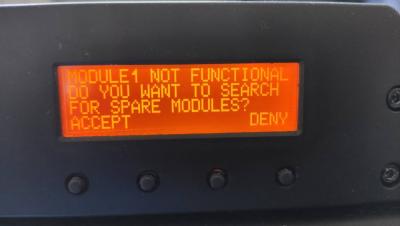 MODULE1 NOT FUNCTIONAL
DO YOU WANT TO SEARCH
FOR SPARE MODULES?
ACCEPT DENY